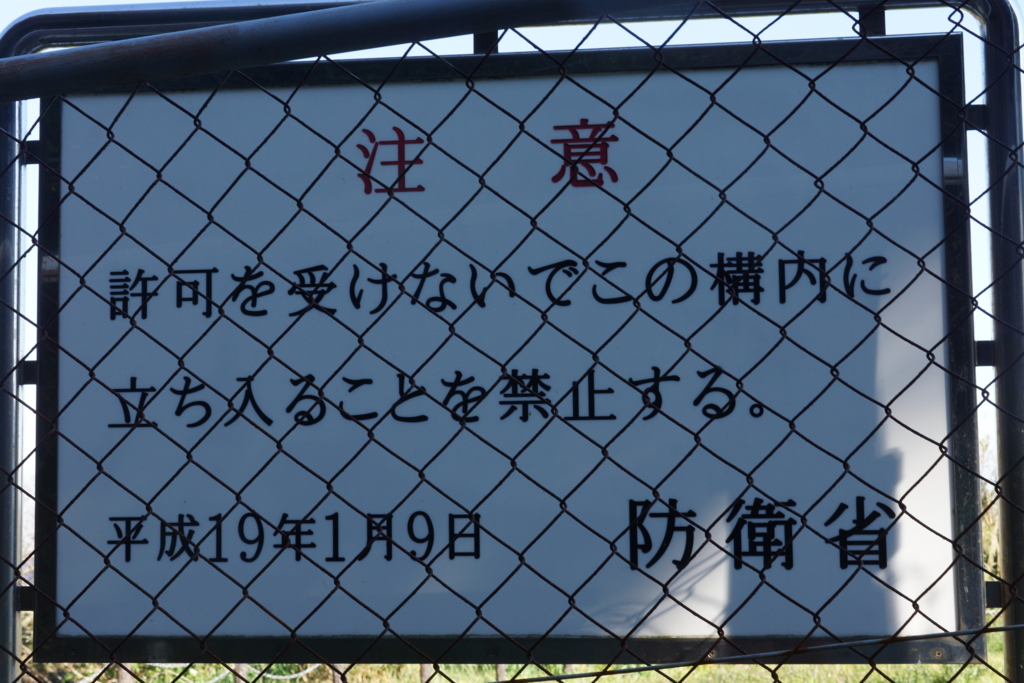 注意
許可を受けないでこの構内に
立ち入ることを禁止する。
平成19年1月9日 防衛省